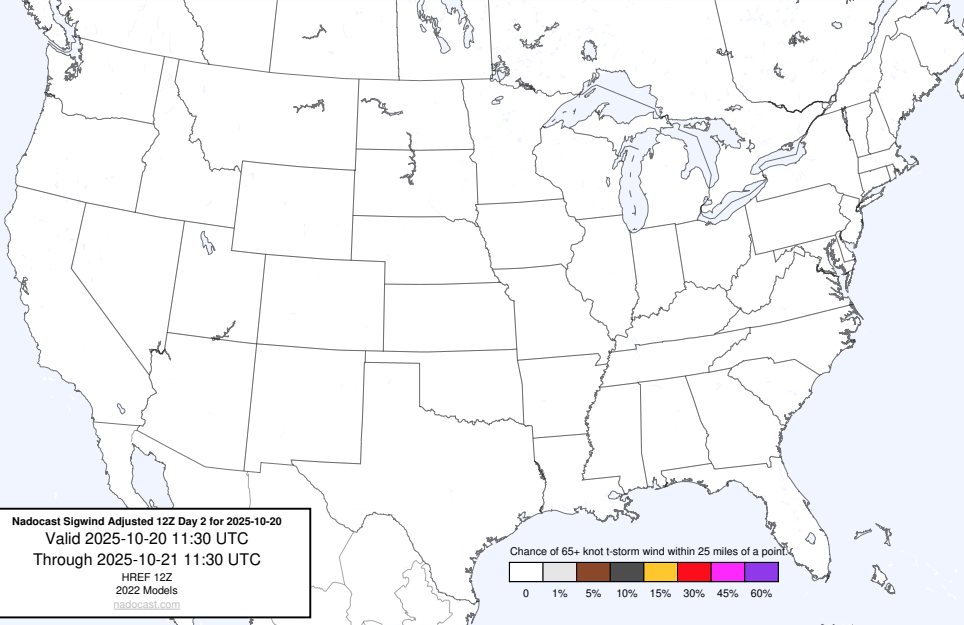 Nadocast Sigwind Adjusted 12Z Day 2 for 2025-10-20
Valid 2025-10-20 11:30 UTC
Through 2025-10-21 11:30 UTC
HREF 12Z
2022 Models
nadocast.com
Chance of 65+ knot t-storm wind within 25 miles of a point.
0 1% 5% 10% 15% 30% 45% 60%